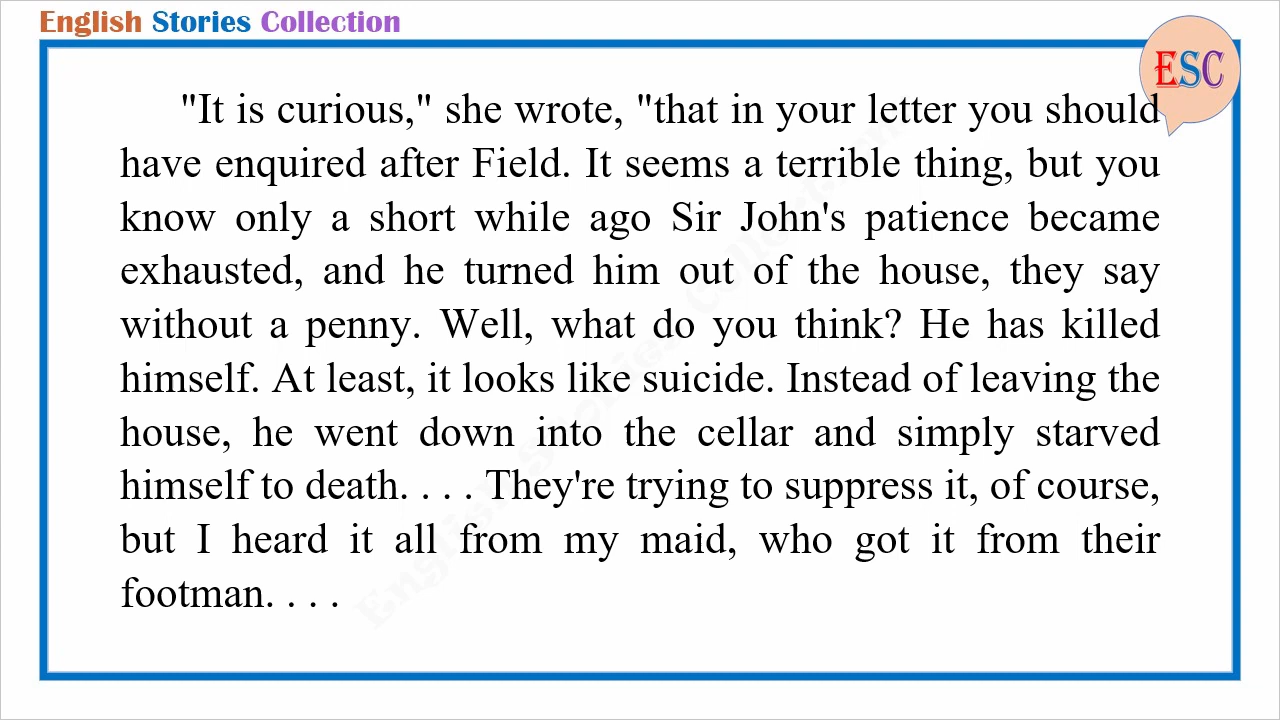 English Stories Collection
ESC
"It is curious," she wrote, "that in your letter you should
have enquired after Field. It seems a terrible thing, but you
know only a short while ago Sir John's patience became
exhausted, and he turned him out of the house, they say
without a penny. Well, what do you think? He has killed
himself. At least, it looks like suicide. Instead of leaving the
house, he went down into the cellar and simply starved
himself to death. . . . They're trying to suppress it, of course,
but I heard it all from my maid, who got it from their
footman. . . .
English Stories Collection